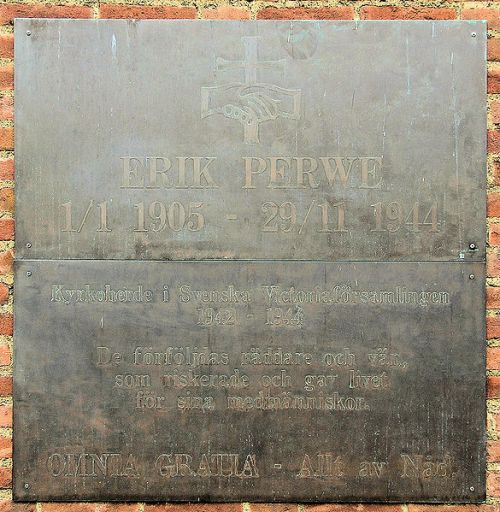 ERIK PERWE
1/1 1905 - 29/11 1944
Kyrkoherde i Svenska Victoriaförsamlingen
1942 - 1944
De förföljdas räddare och vän,
som riskerade och gav livet
för sina medmänniskor.
OMNIA GRATIA - Allt av Nåd.